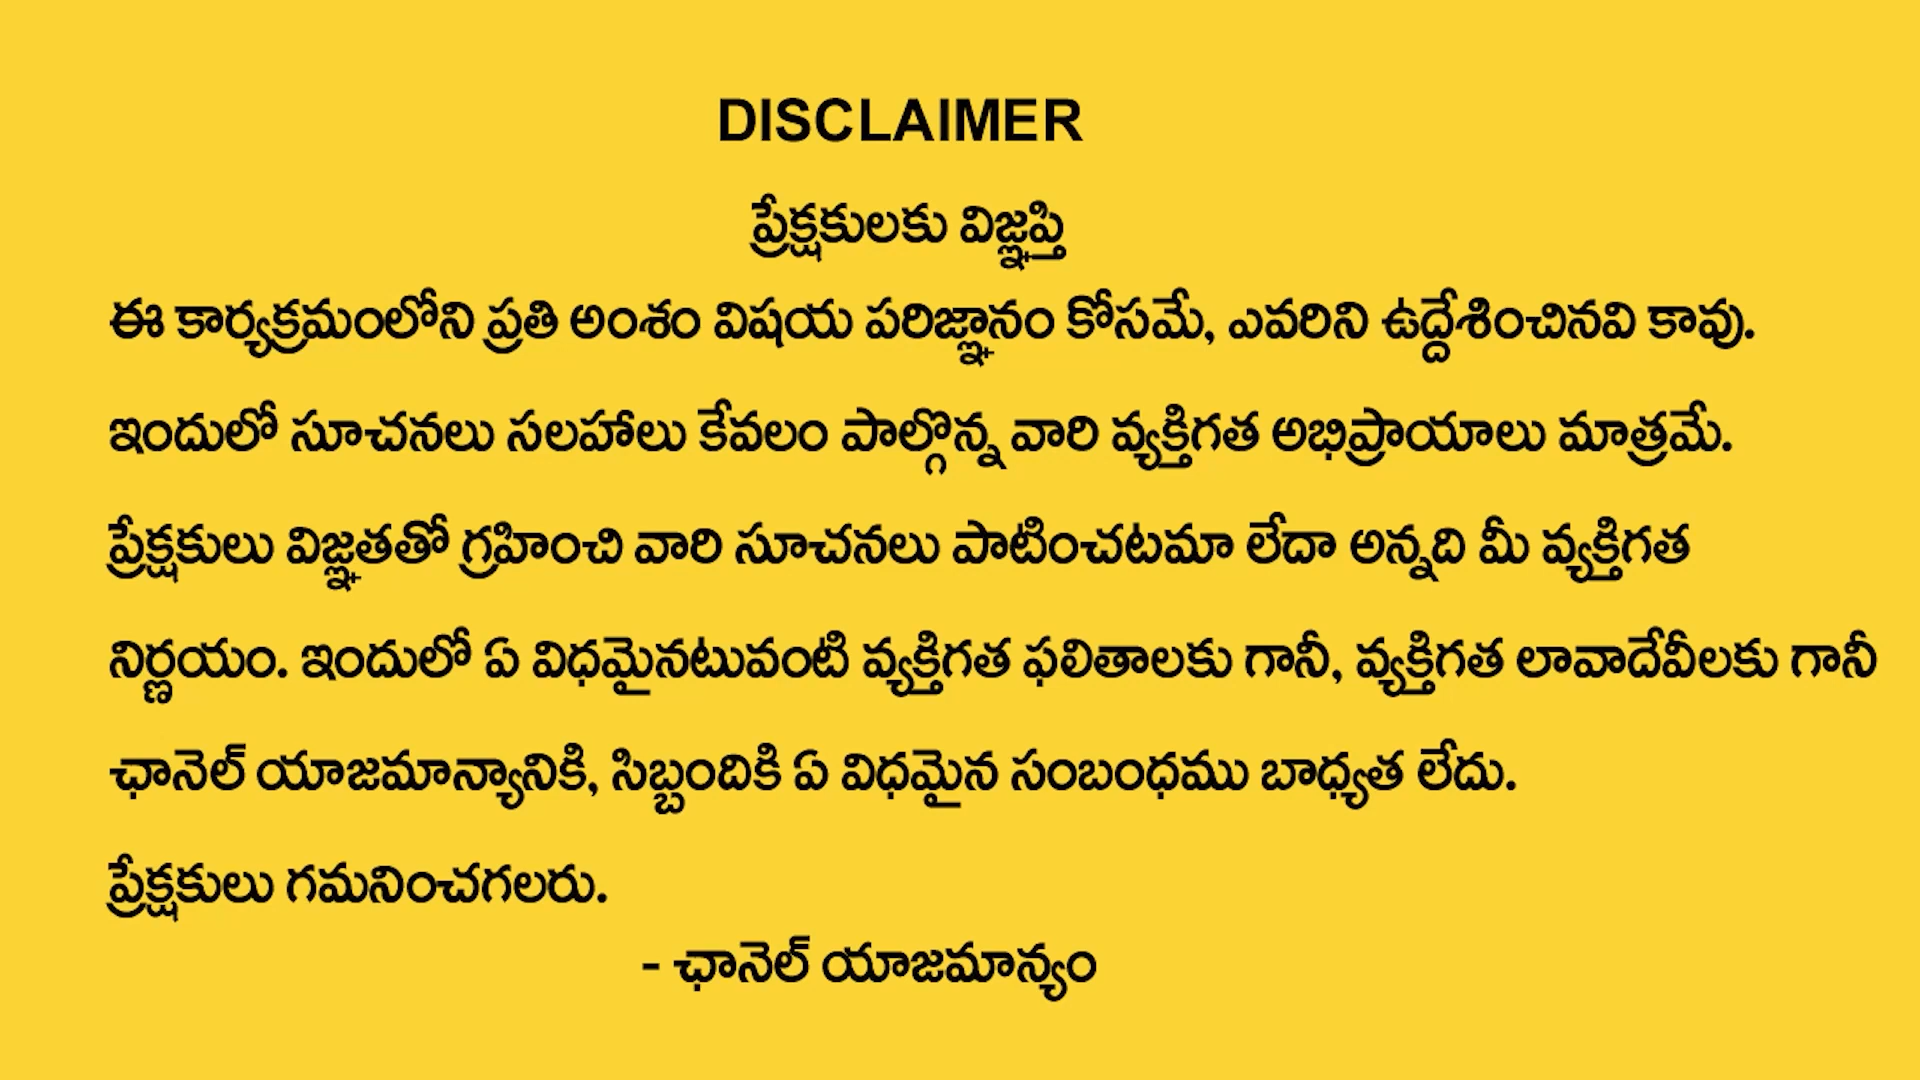 DISCLAIMER
ప్రేక్షకులకు విజ్ఞప్తి
ఈ కార్యక్రమంలోని ప్రతి అంశం విషయ పరిజ్ఞానం కోసమే, ఎవరిని ఉద్దేశించినవి కావు.
ఇందులో సూచనలు సలహాలు కేవలం పాల్గొన్న వారి వ్యక్తిగత అభిప్రాయాలు మాత్రమే.
ప్రేక్షకులు విజ్ఞతతో గ్రహించి వారి సూచనలు పాటించటమా లేదా అన్నది మీ వ్యక్తిగత
నిర్ణయం. ఇందులో ఏ విధమైనటువంటి వ్యక్తిగత ఫలితాలకు గానీ, వ్యక్తిగత లావాదేవీలకు గానీ
ఛానెల్ యాజమాన్యానికి, సిబ్బందికి ఏ విధమైన సంబంధము బాధ్యత లేదు.
ప్రేక్షకులు గమనించగలరు.
- ఛానెల్ యాజమాన్యం